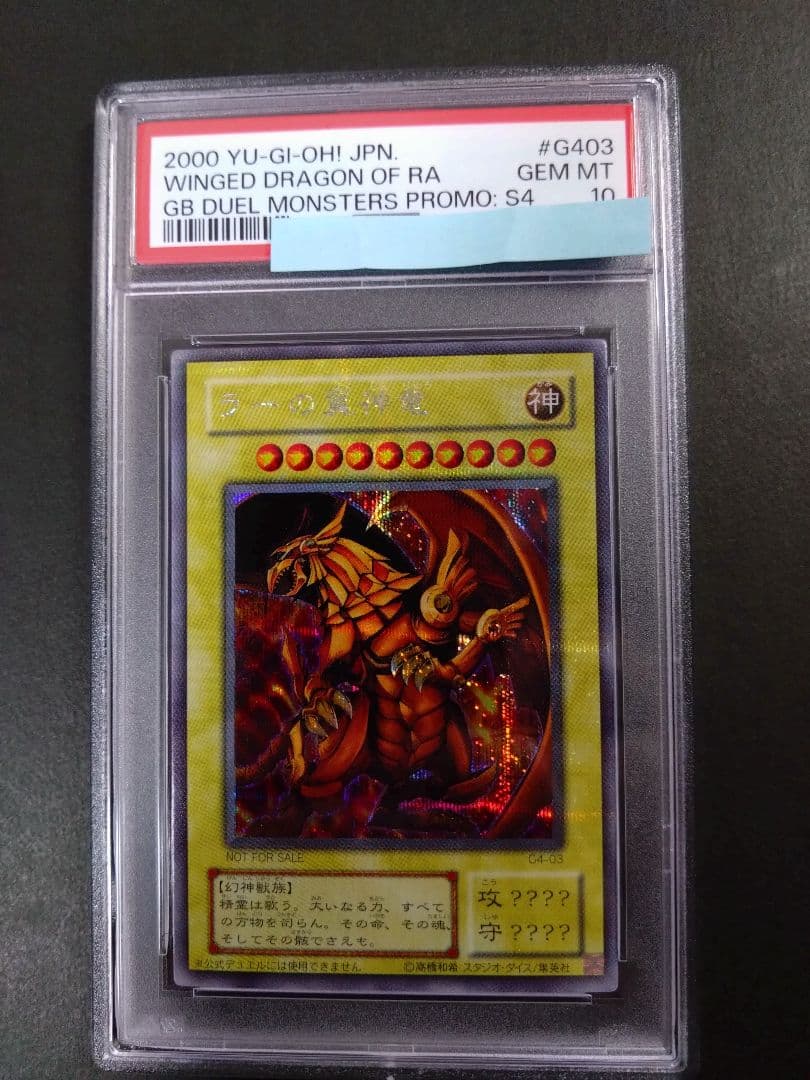 2000 YU-GI-OH! JPN. #G403
WINGED DRAGON OF RA GEM MT
GB DUEL MONSTERS PROMO: S4 10
ラーの翼神竜
神
NOT FOR SALE G4-03
【幻神獣族】
精霊は歌う。大いなる力、すべて
の万物を司らん。その命、その魂、
そしてその骸でさえも。
こう
攻 ????
しゅ
守 ????
※公式デュエルには使用できません ©高橋和希 スタジオ・ダイス/集英社